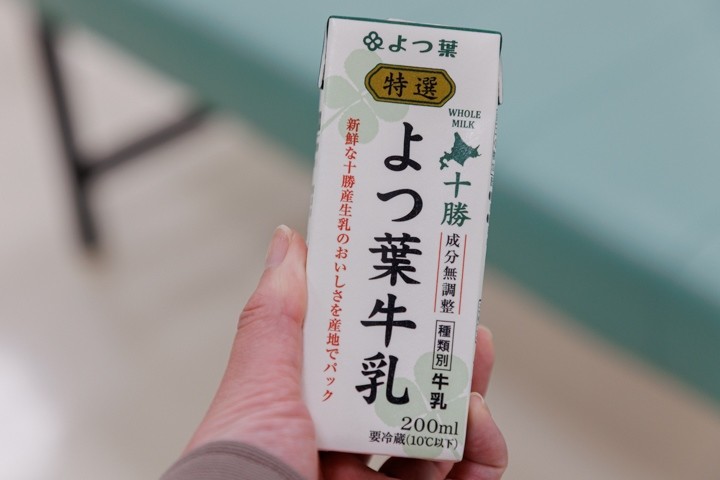 よつ葉
特選
WHOLE
MILK
十勝
成分無調整
種類別
牛乳
よつ葉牛乳
新鮮な十勝産生乳のおいしさを産地でパック
200ml
要冷蔵(10℃以下)